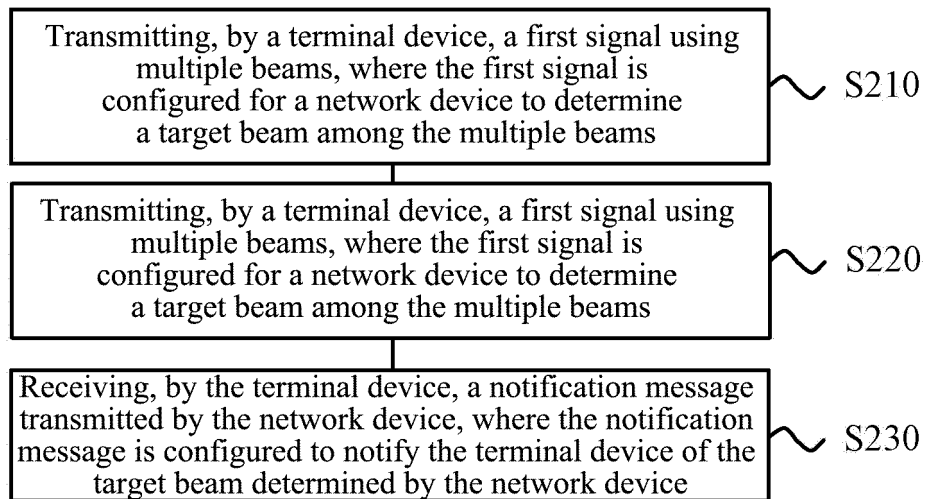 Transmitting, by a terminal device, a first signal using
multiple beams, where the first signal is
configured for a network device to determine
a target beam among the multiple beams
S210
Transmitting, by a terminal device, a first signal using
multiple beams, where the first signal is
configured for a network device to determine
a target beam among the multiple beams
S220
Receiving, by the terminal device, a notification message
transmitted by the network device, where the notification
message is configured to notify the terminal device of the
target beam determined by the network device
S230